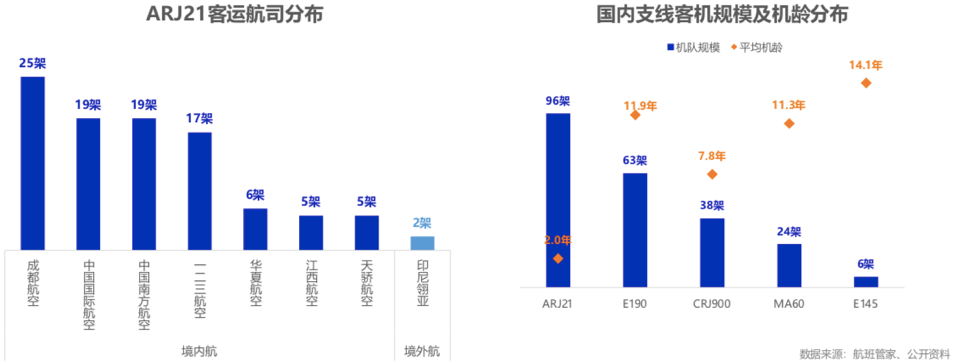 ARJ21客运航司分布
25架
19架
19架
17架
6架
5架
5架
2架
成都航空
中国国际航空
中国南方航空
一二三航空
华夏航空
江西航空
天骄航空
印尼翎亚
境内航
境外航
国内支线客机规模及机龄分布
机队规模 平均机龄
96架
63架
38架
24架
6架
2.0年
11.9年
7.8年
11.3年
14.1年
ARJ21
E190
CRJ900
MA60
E145
数据来源：航班管家、公开资料